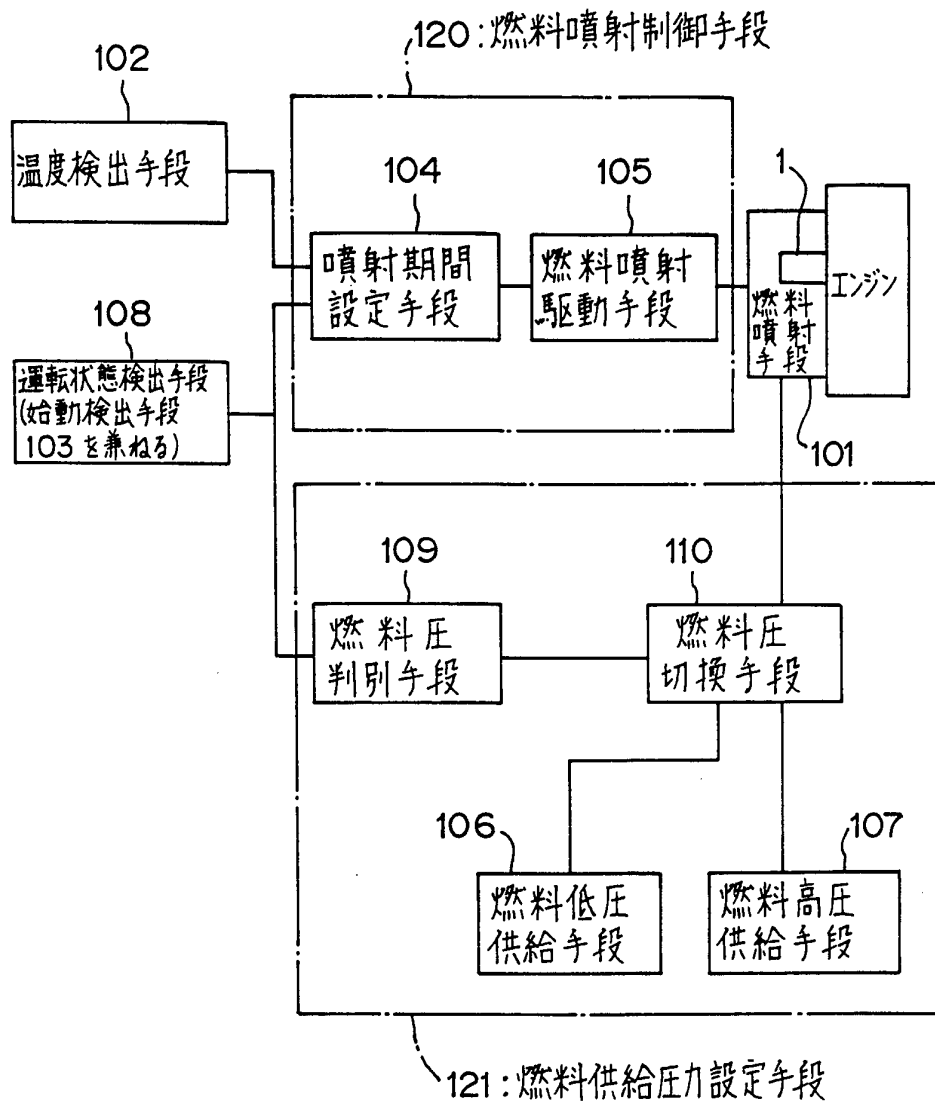 120:燃料噴射制御手段
102
温度検出手段
104
噴射期間
設定手段
105
燃料噴射
駆動手段
1
エンジン
燃料
噴射
手段
101
108
運転状態検出手段
(始動検出手段
103を兼ねる)
109
燃料圧
判別手段
110
燃料圧
切換手段
106
燃料低圧
供給手段
107
燃料高圧
供給手段
121:燃料供給圧力設定手段